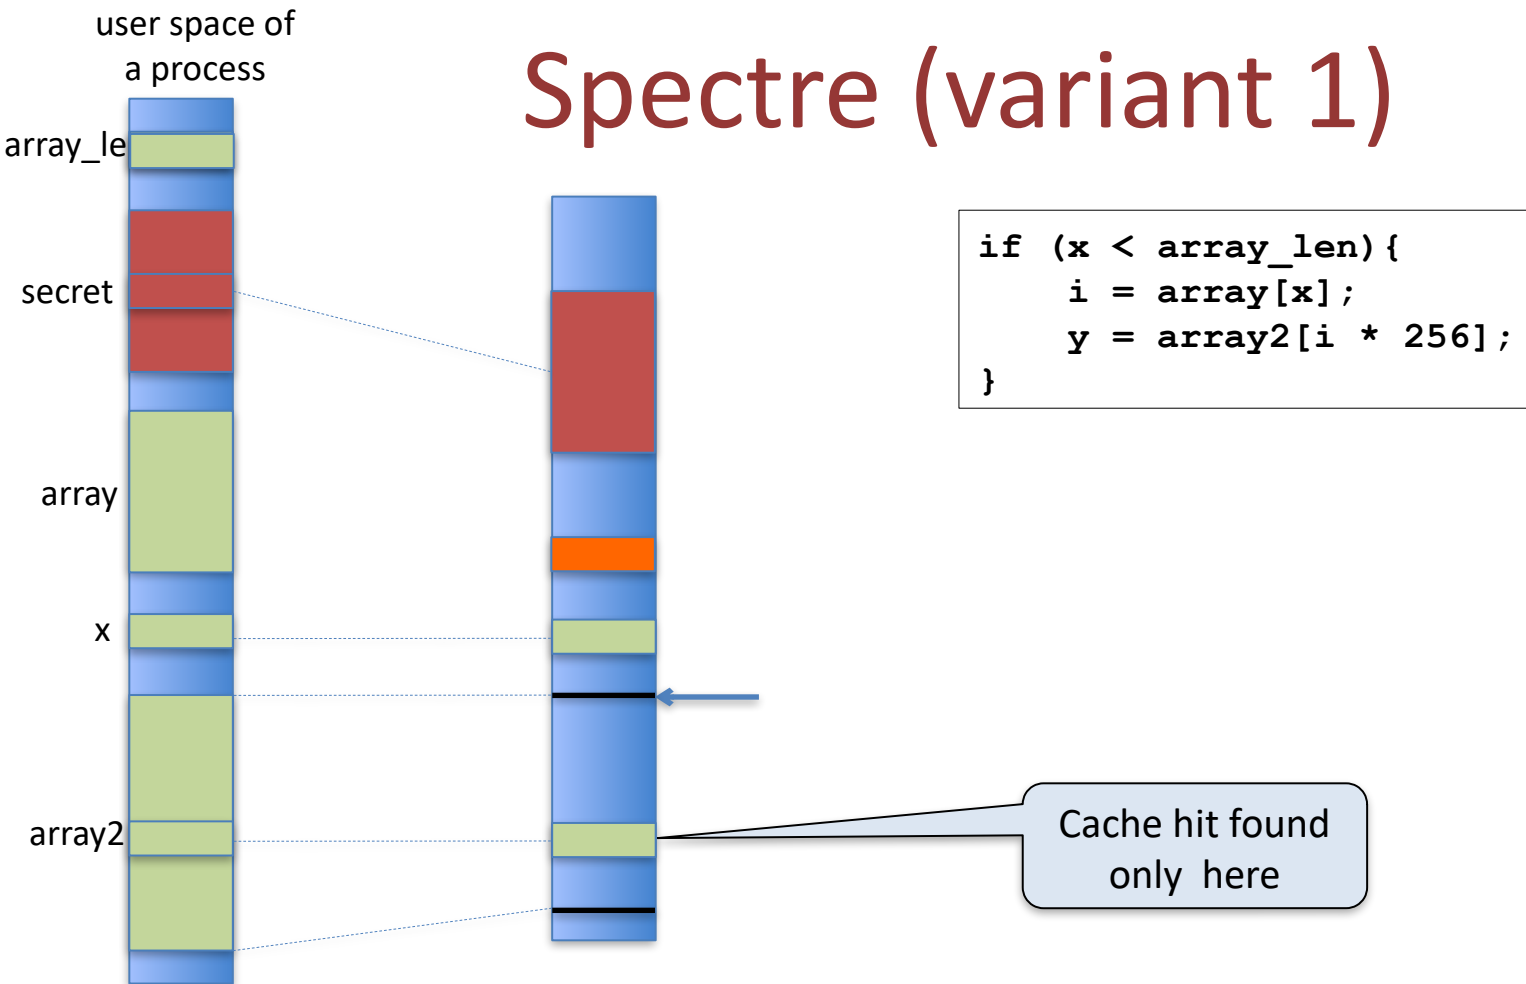 user space of
a process
Spectre (variant 1)
array_le
secret
array
x
array2
if (x < array_len){
i = array[x];
y = array2[i * 256];
}
Cache hit found
only here